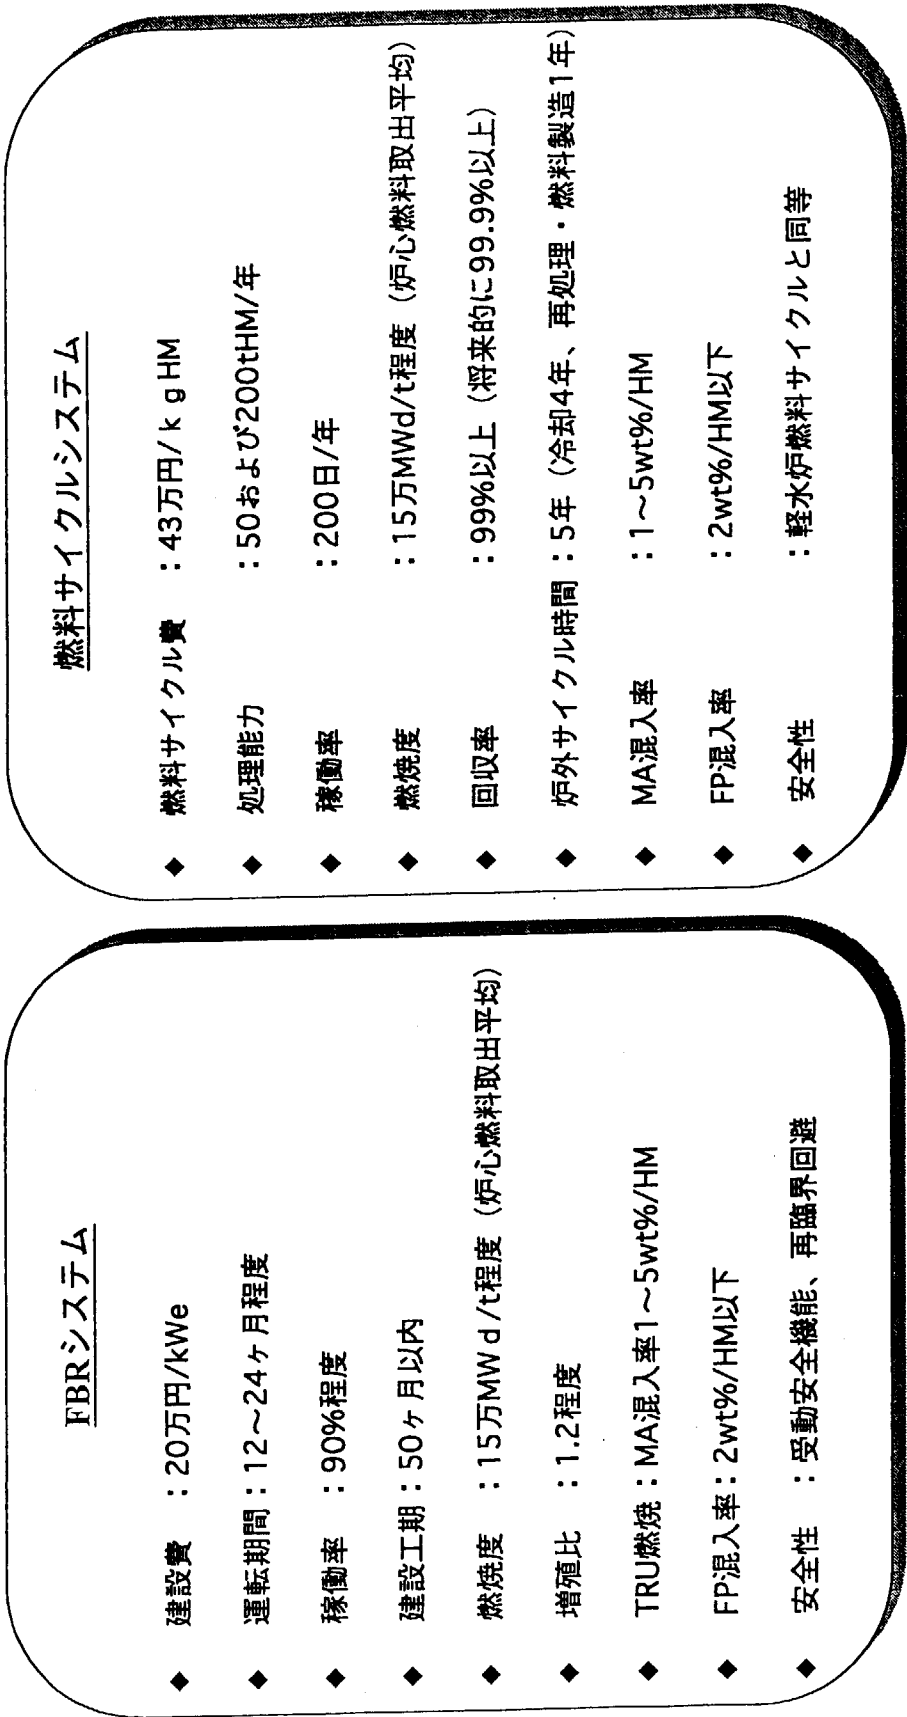 FBRシステム
◆ 建設費 :20万円/kWe
◆ 運転期間:12〜24ヶ月程度
◆ 稼働率 :90%程度
◆ 建設工期:50ヶ月以内
◆ 燃焼度 :15万MWd/t程度(炉心燃料取出平均)
◆ 増殖比 :1.2程度
◆ TRU燃焼:MA混入率1〜5wt%/HM
◆ FP混入率:2wt%/HM以下
◆ 安全性 :受動安全機能、再臨界回避
燃料サイクルシステム
◆ 燃料サイクル費 :43万円/kgHM
◆ 処理能力 :50および200tHM/年
◆ 稼働率 :200日/年
◆ 燃焼度 :15万MWd/t程度(炉心燃料取出平均)
◆ 回収率 :99%以上(将来的に99.9%以上)
◆ 炉外サイクル時間:5年(冷却4年、再処理・燃料製造1年)
◆ MA混入率 :1〜5wt%/HM
◆ FP混入率 :2wt%/HM以下
◆ 安全性 :軽水炉燃料サイクルと同等